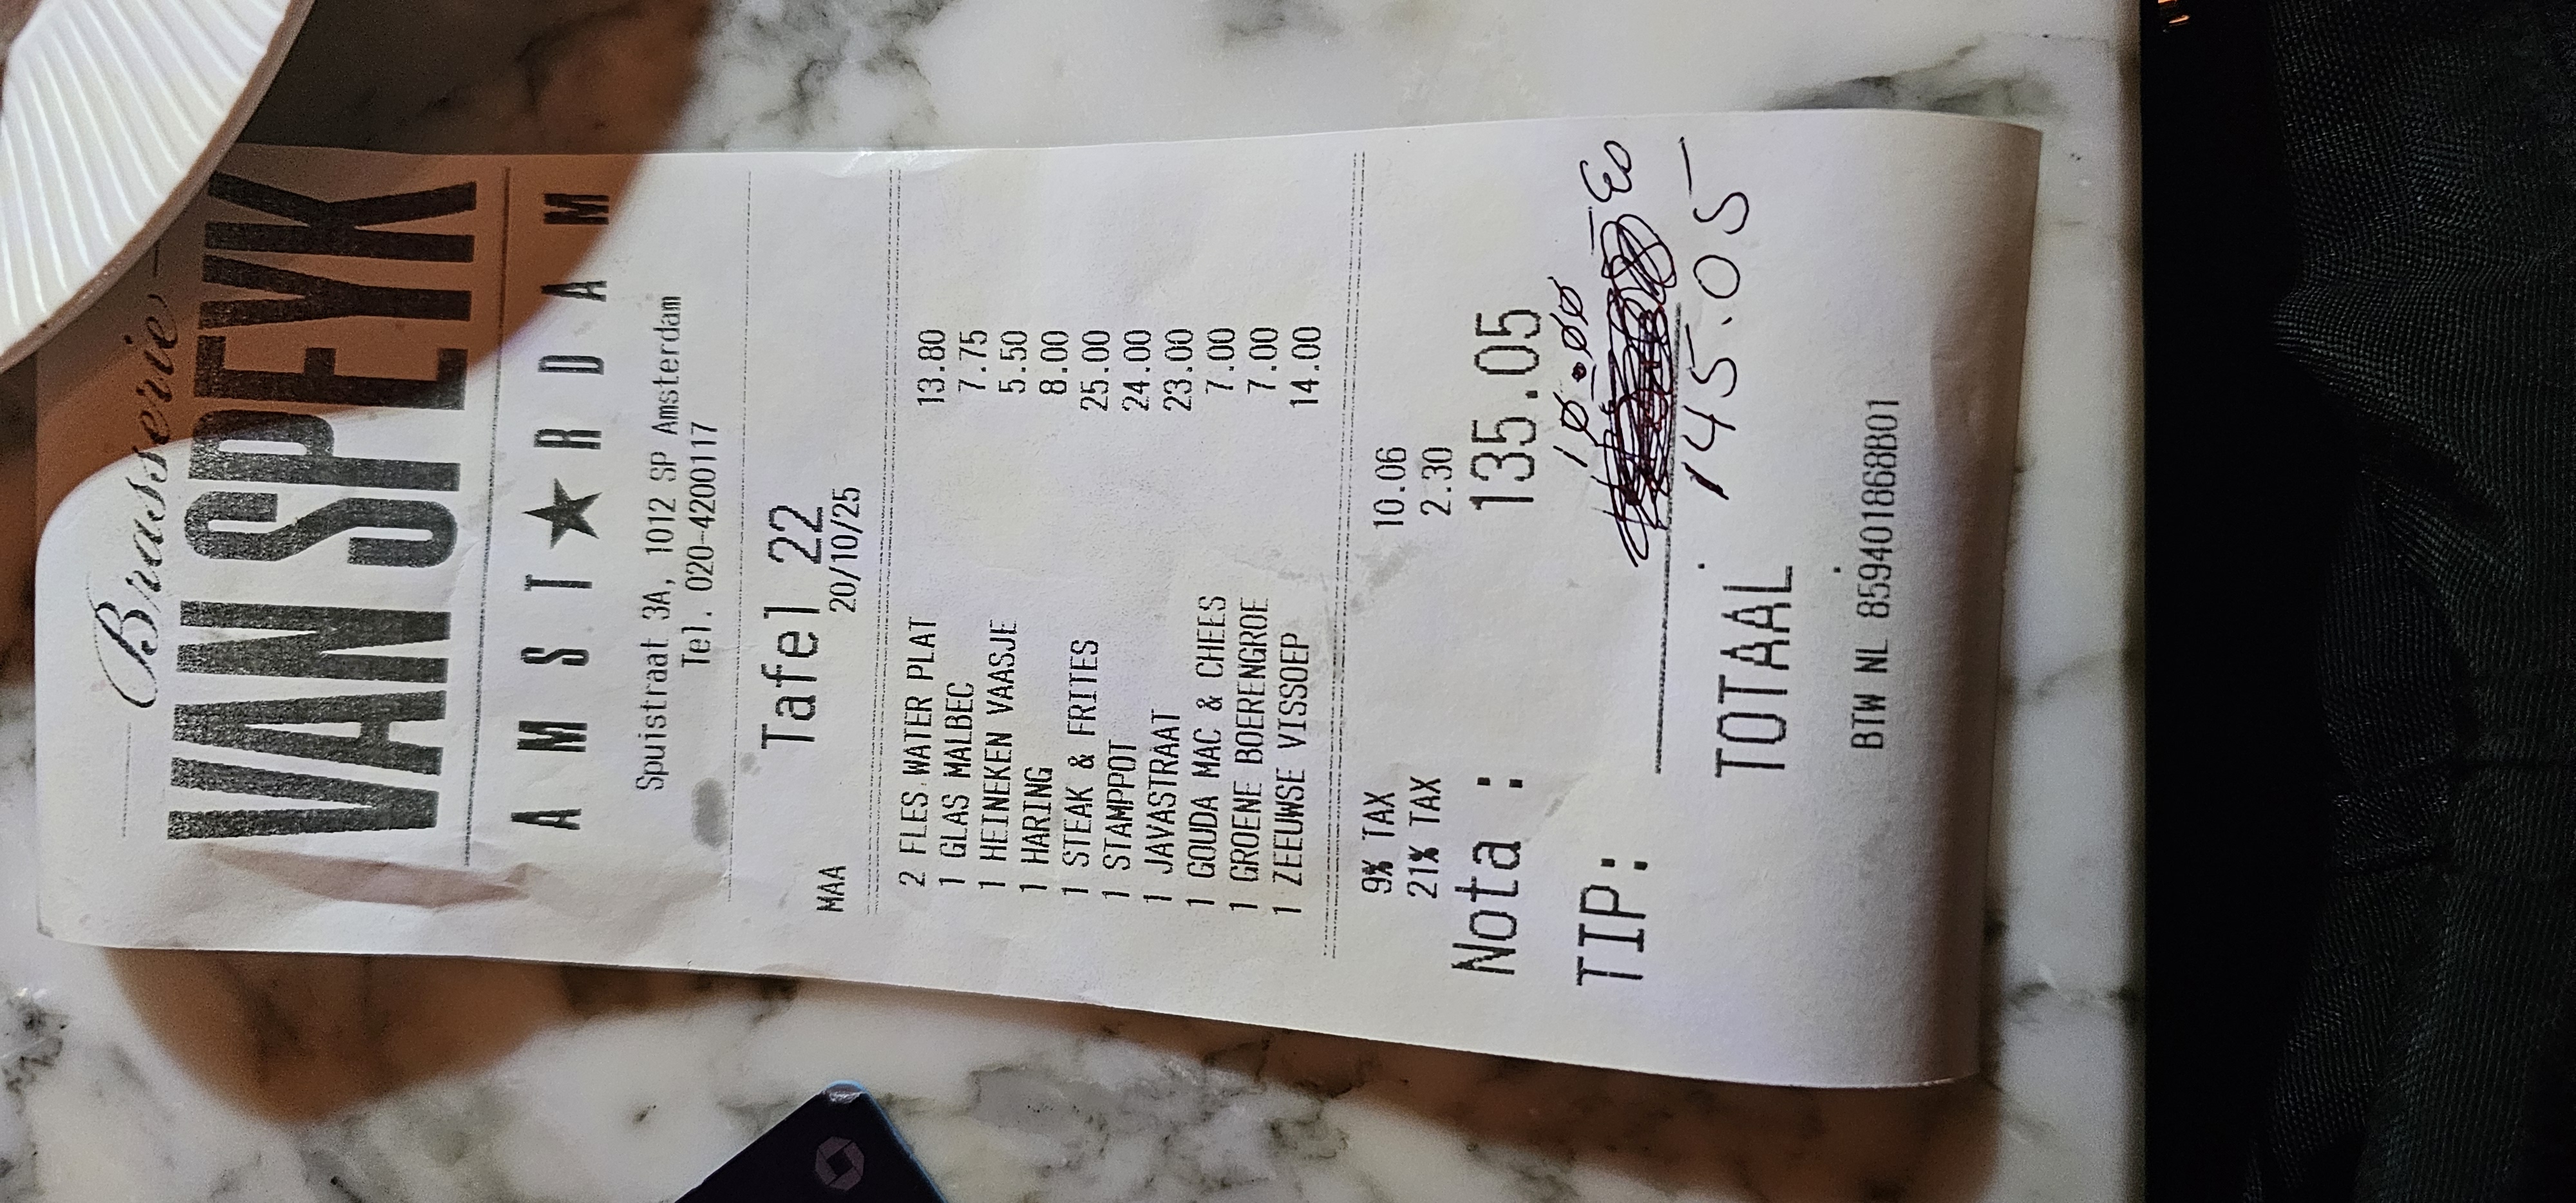 Brasserie
VAN SPEYK
AMST★RDAM
Spuistraat 3A, 1012 SP Amsterdam
Tel. 020-4200117
Tafel 22
MAA 20/10/25
2 FLES WATER PLAT 13.80
1 GLAS MALBEC 7.75
1 HEINEKEN VAASJE 5.50
1 HARING 8.00
1 STEAK & FRITES 25.00
1 STAMPPOT 24.00
1 JAVASTRAAT 23.00
1 GOUDA MAC & CHEES 7.00
1 GROENE BOERENGROE 7.00
1 ZEEUWSE VISSOEP 14.00
9% TAX 10.06
21% TAX 2.30
Nota : 135.05
TIP: 10.00
TOTAAL 145.05
BTW NL 859401868B01